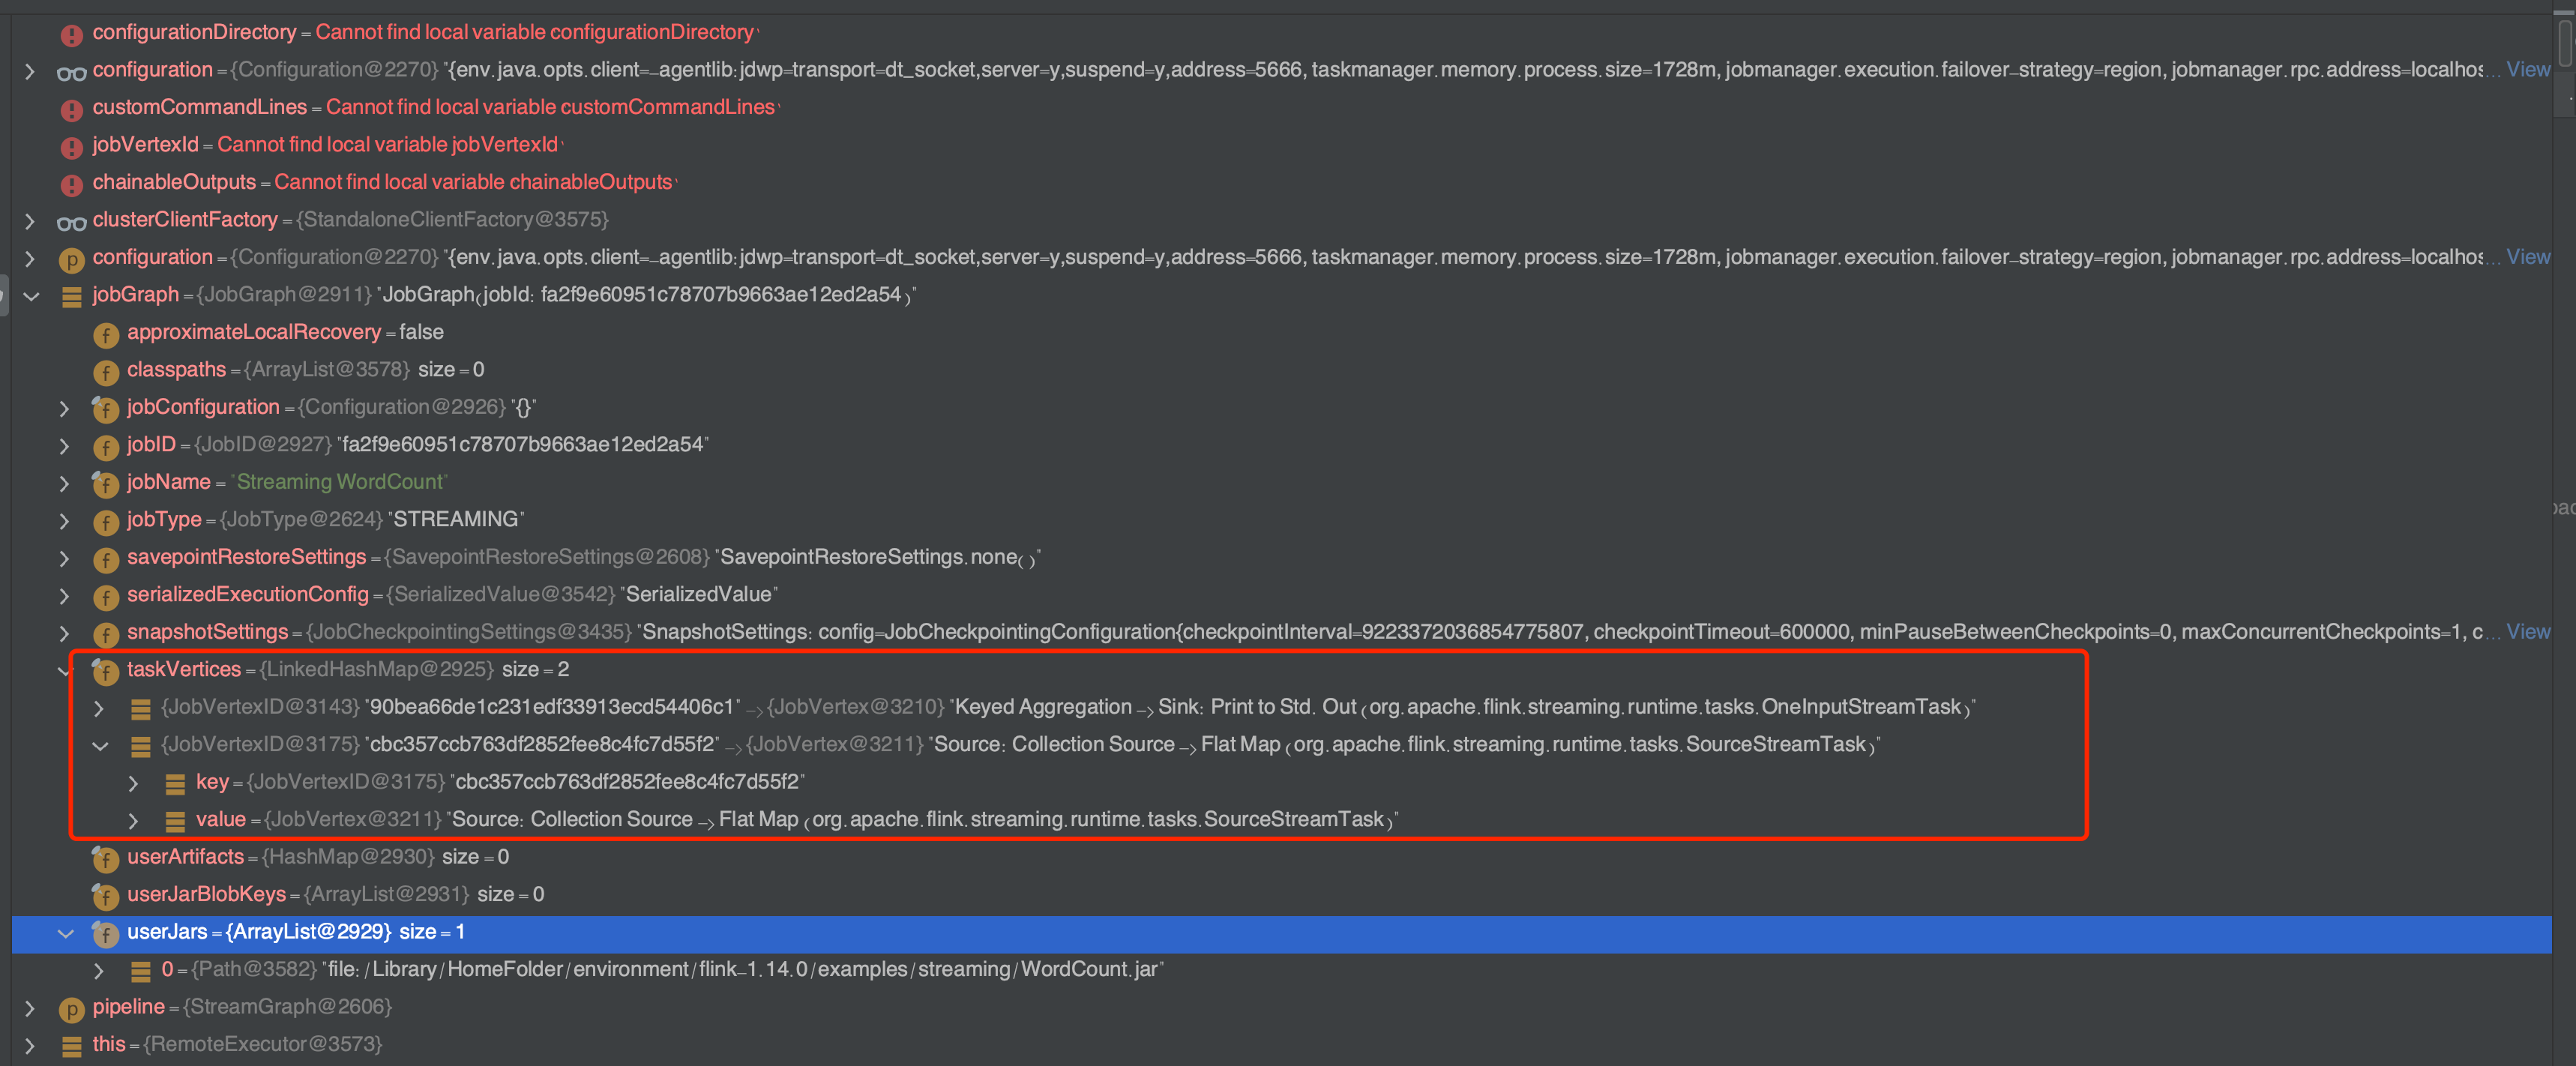 configurationDirectory = Cannot find local variable configurationDirectory'
configuration = {Configuration@2270} "{env.java.opts.client=-agentlib:jdwp=transport=dt_socket,server=y,suspend=y,address=5666, taskmanager.memory.process.size=1728m, jobmanager.execution.failover-strategy=region, jobmanager.rpc.address=localhos... View
customCommandLines = Cannot find local variable customCommandLines'
jobVertexId = Cannot find local variable jobVertexId'
chainableOutputs = Cannot find local variable chainableOutputs'
clusterClientFactory = {StandaloneClientFactory@3575}
configuration = {Configuration@2270} "{env.java.opts.client=-agentlib:jdwp=transport=dt_socket,server=y,suspend=y,address=5666, taskmanager.memory.process.size=1728m, jobmanager.execution.failover-strategy=region, jobmanager.rpc.address=localhos... View
jobGraph = {JobGraph@2911} "JobGraph(jobId: fa2f9e60951c78707b9663ae12ed2a54)"
approximateLocalRecovery = false
classpaths = {ArrayList@3578} size = 0
jobConfiguration = {Configuration@2926} "{}"
jobID = {JobID@2927} "fa2f9e60951c78707b9663ae12ed2a54"
jobName = "Streaming WordCount"
jobType = {JobType@2624} "STREAMING"
savepointRestoreSettings = {SavepointRestoreSettings@2608} "SavepointRestoreSettings.none()"
serializedExecutionConfig = {SerializedValue@3542} "SerializedValue"
snapshotSettings = {JobCheckpointingSettings@3435} "SnapshotSettings: config=JobCheckpointingConfiguration{checkpointInterval=9223372036854775807, checkpointTimeout=600000, minPauseBetweenCheckpoints=0, maxConcurrentCheckpoints=1, c... View
taskVertices = {LinkedHashMap@2925} size = 2
{JobVertexID@3143} "90bea66de1c231edf33913ecd54406c1" -> {JobVertex@3210} "Keyed Aggregation -> Sink: Print to Std. Out (org.apache.flink.streaming.runtime.tasks.OneInputStreamTask)"
{JobVertexID@3175} "cbc357ccb763df2852fee8c4fc7d55f2" -> {JobVertex@3211} "Source: Collection Source -> Flat Map (org.apache.flink.streaming.runtime.tasks.SourceStreamTask)"
key = {JobVertexID@3175} "cbc357ccb763df2852fee8c4fc7d55f2"
value = {JobVertex@3211} "Source: Collection Source -> Flat Map (org.apache.flink.streaming.runtime.tasks.SourceStreamTask)"
userArtifacts = {HashMap@2930} size = 0
userJarBlobKeys = {ArrayList@2931} size = 0
userJars = {ArrayList@2929} size = 1
0 = {Path@3582} "file:/Library/HomeFolder/environment/flink-1.14.0/examples/streaming/WordCount.jar"
pipeline = {StreamGraph@2606}
this = {RemoteExecutor@3573}